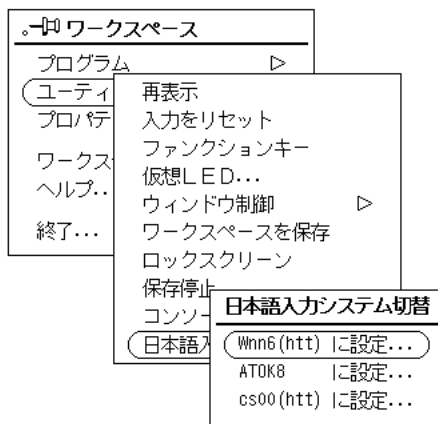 ワークスペース
プログラム
ユーティ
プロパテ
ワークス
ヘルプ..
終了...
再表示
入力をリセット
ファンクションキー
仮想LED...
ウィンドウ制御
ワークスペースを保存
ロックスクリーン
保存停止
コンソー
日本語入
日本語入力システム切替
Wnn6(htt) に設定...
ATOK8 に設定...
cs00(htt) に設定...